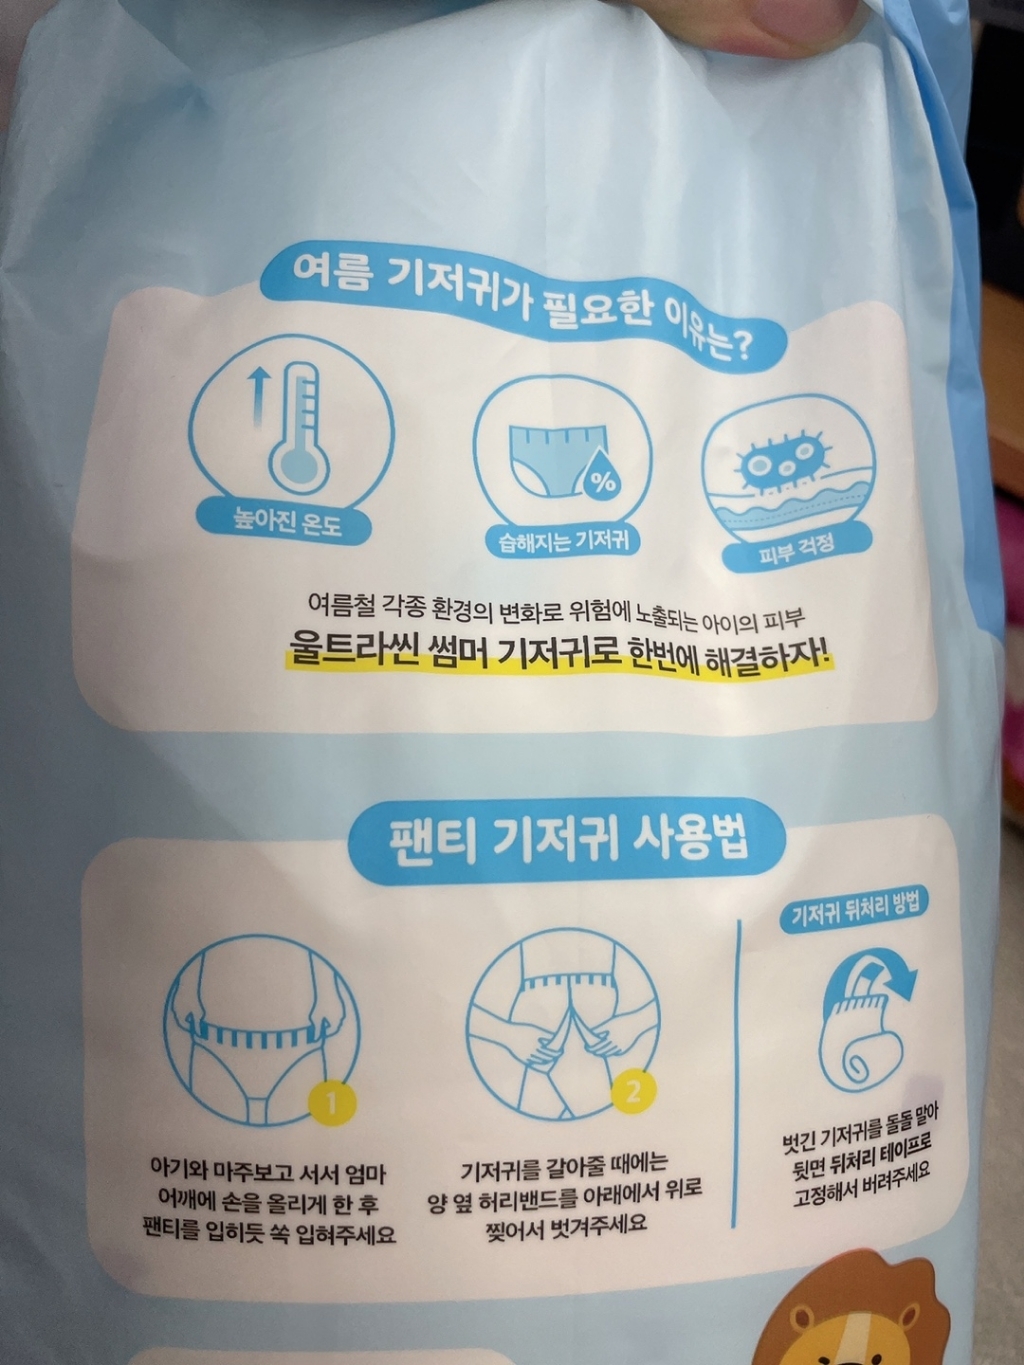 여름 기저귀가 필요한 이유는?
높아진 온도
%
습해지는 기저귀
피부 걱정
여름철 각종 환경의 변화로 위험에 노출되는 아이의 피부
울트라씬 썸머 기저귀로 한번에 해결하자!
팬티 기저귀 사용법
1
아기와 마주보고 서서 엄마
어깨에 손을 올리게 한 후
팬티를 입히듯 쏙 입혀주세요
2
기저귀를 갈아줄 때에는
양 옆 허리밴드를 아래에서 위로
찢어서 벗겨주세요
기저귀 뒤처리 방법
벗긴 기저귀를 돌돌 말아
뒷면 뒤처리 테이프로
고정해서 버려주세요